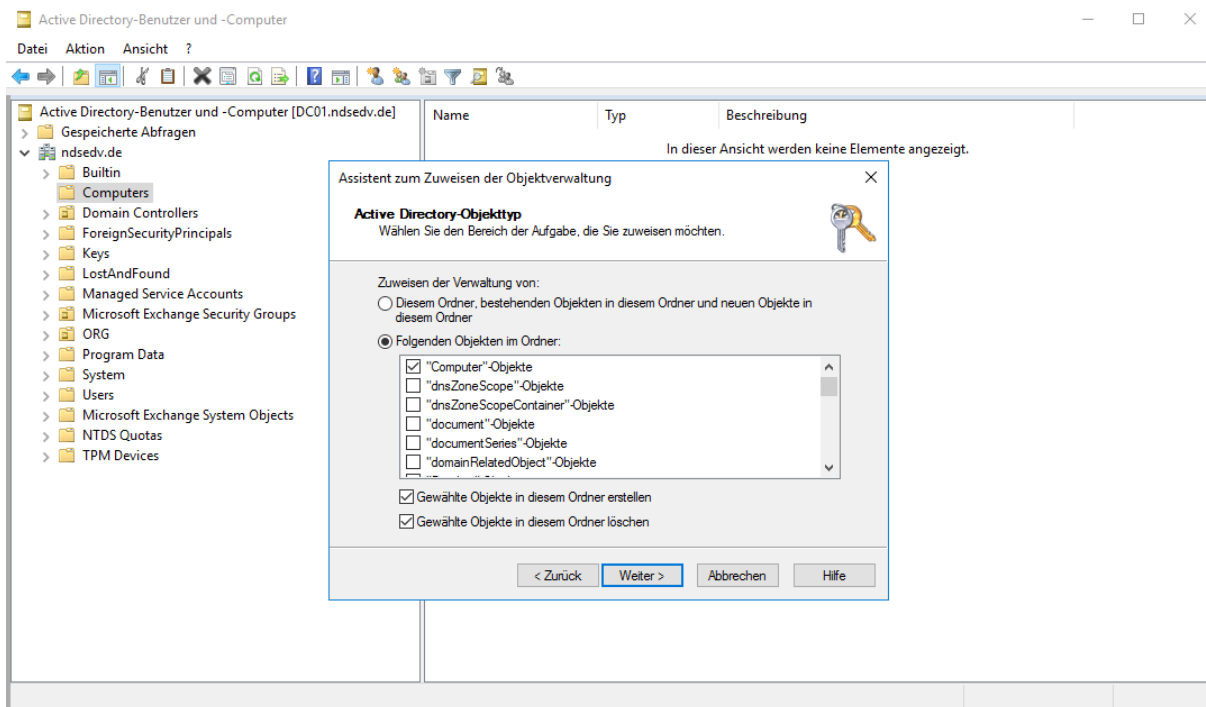 Active Directory-Benutzer und -Computer
Datei Aktion Ansicht ?
Active Directory-Benutzer und -Computer [DC01.ndsedv.de]
Gespeicherte Abfragen
ndsedv.de
Builtin
Computers
Domain Controllers
ForeignSecurityPrincipals
Keys
LostAndFound
Managed Service Accounts
Microsoft Exchange Security Groups
ORG
Program Data
System
Users
Microsoft Exchange System Objects
NTDS Quotas
TPM Devices
Name Typ Beschreibung
In dieser Ansicht werden keine Elemente angezeigt.
Assistent zum Zuweisen der Objektverwaltung
Active Directory-Objekttyp
Wählen Sie den Bereich der Aufgabe, die Sie zuweisen möchten.
Zuweisen der Verwaltung von:
Diesem Ordner, bestehenden Objekten in diesem Ordner und neuen Objekte in
diesem Ordner
Folgenden Objekten im Ordner:
"Computer"-Objekte
"dnsZoneScope"-Objekte
"dnsZoneScopeContainer"-Objekte
"document"-Objekte
"documentSeries"-Objekte
"domainRelatedObject"-Objekte
Gewählte Objekte in diesem Ordner erstellen
Gewählte Objekte in diesem Ordner löschen
< Zurück Weiter > Abbrechen Hilfe